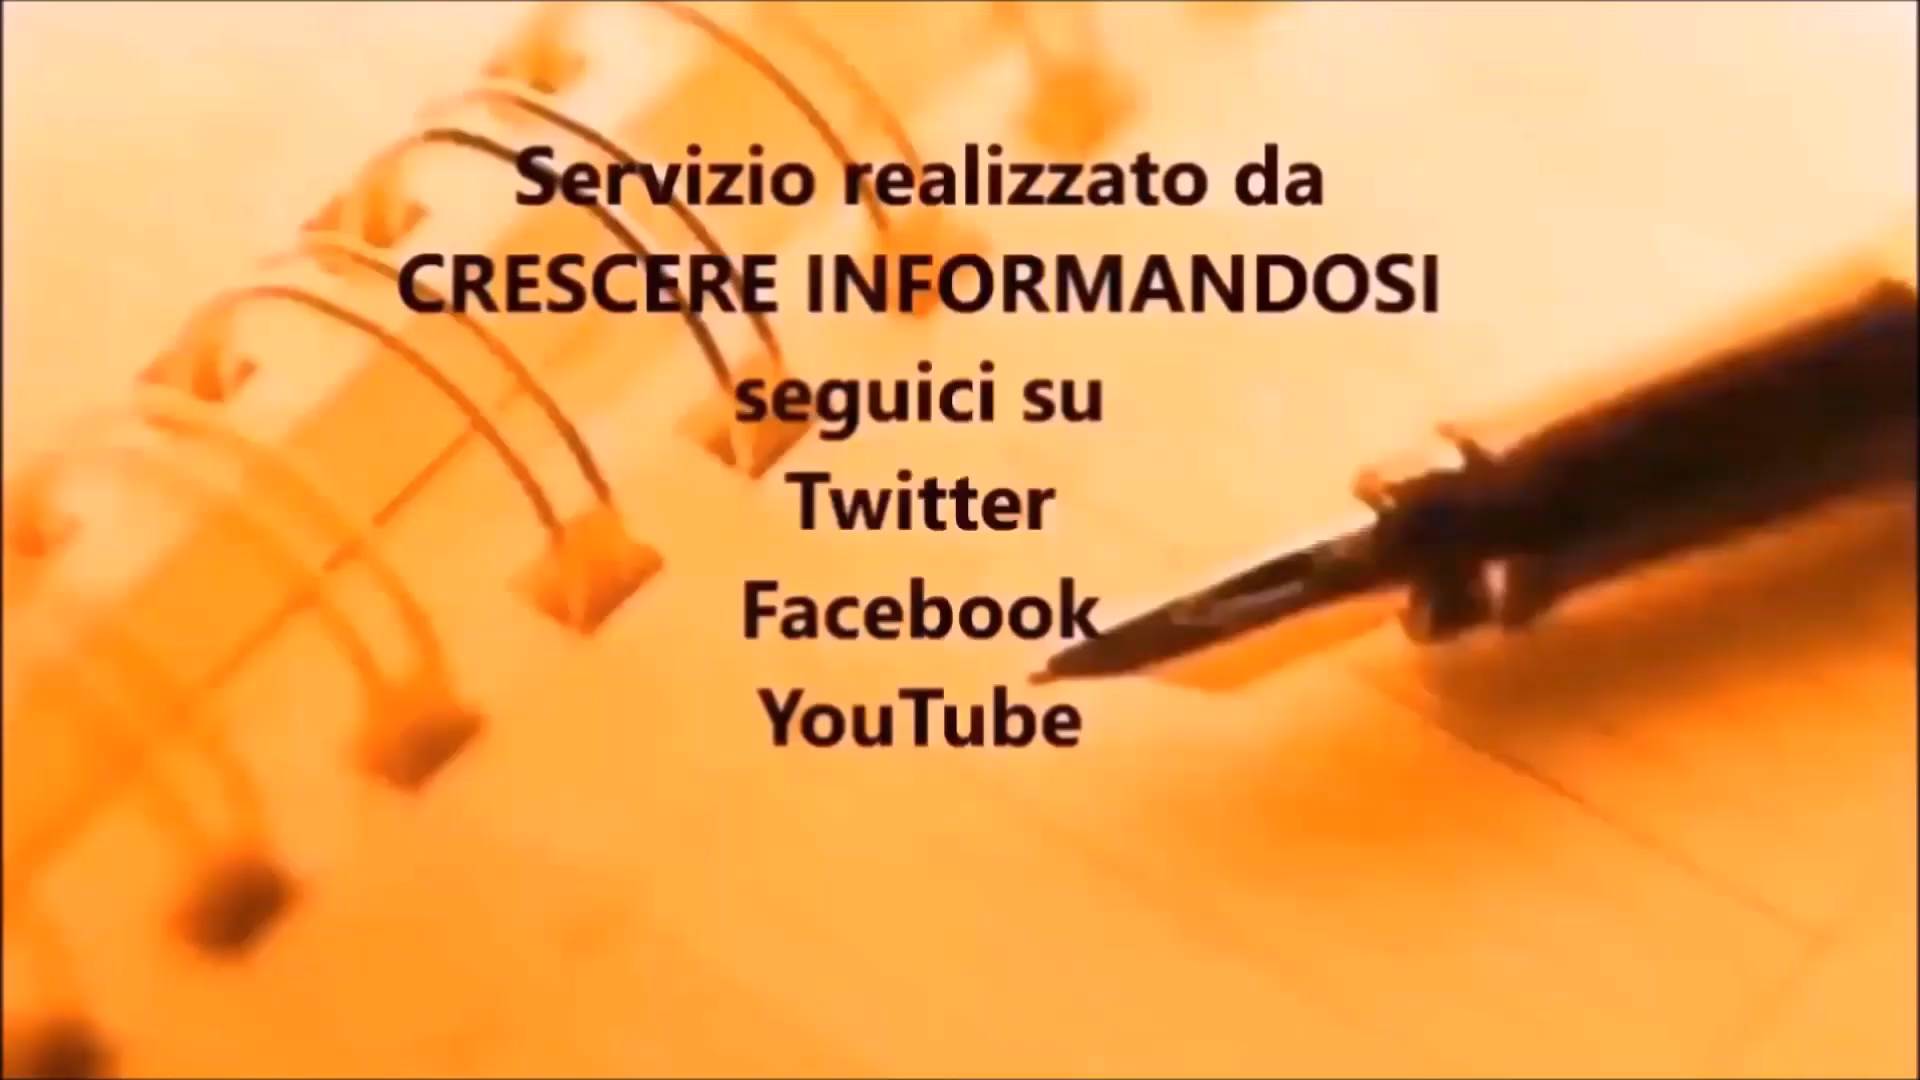 Servizio realizzato da
CRESCERE INFORMANDOSI
seguici su
Twitter
Facebook
YouTube